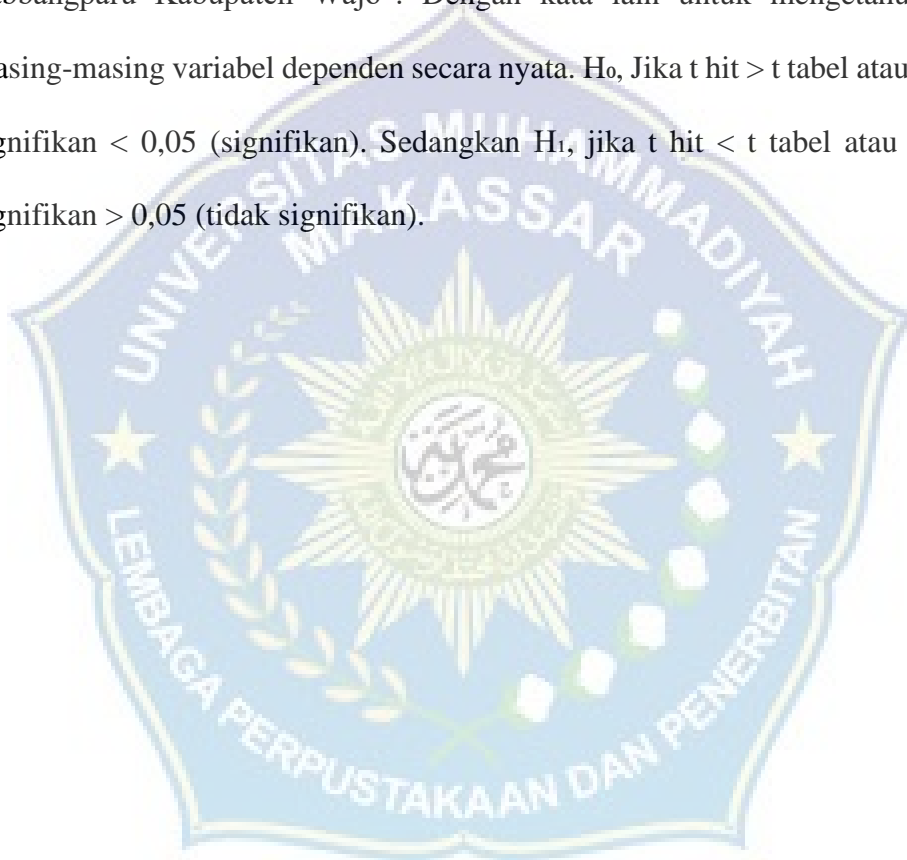 Kabupaten Wajo". Dengan kata lain untuk
masing-masing variabel dependen secara nyata. H₀, Jika t hit > t tabel atau
signifikan < 0,05 (signifikan). Sedangkan H₁, jika t hit < t tabel atau
signifikan > 0,05 (tidak signifikan).
UNIVERSITAS MUHAMMADIYAH
MAKASSAR
LEMBAGA PERPUSTAKAAN DAN PENERBITAN